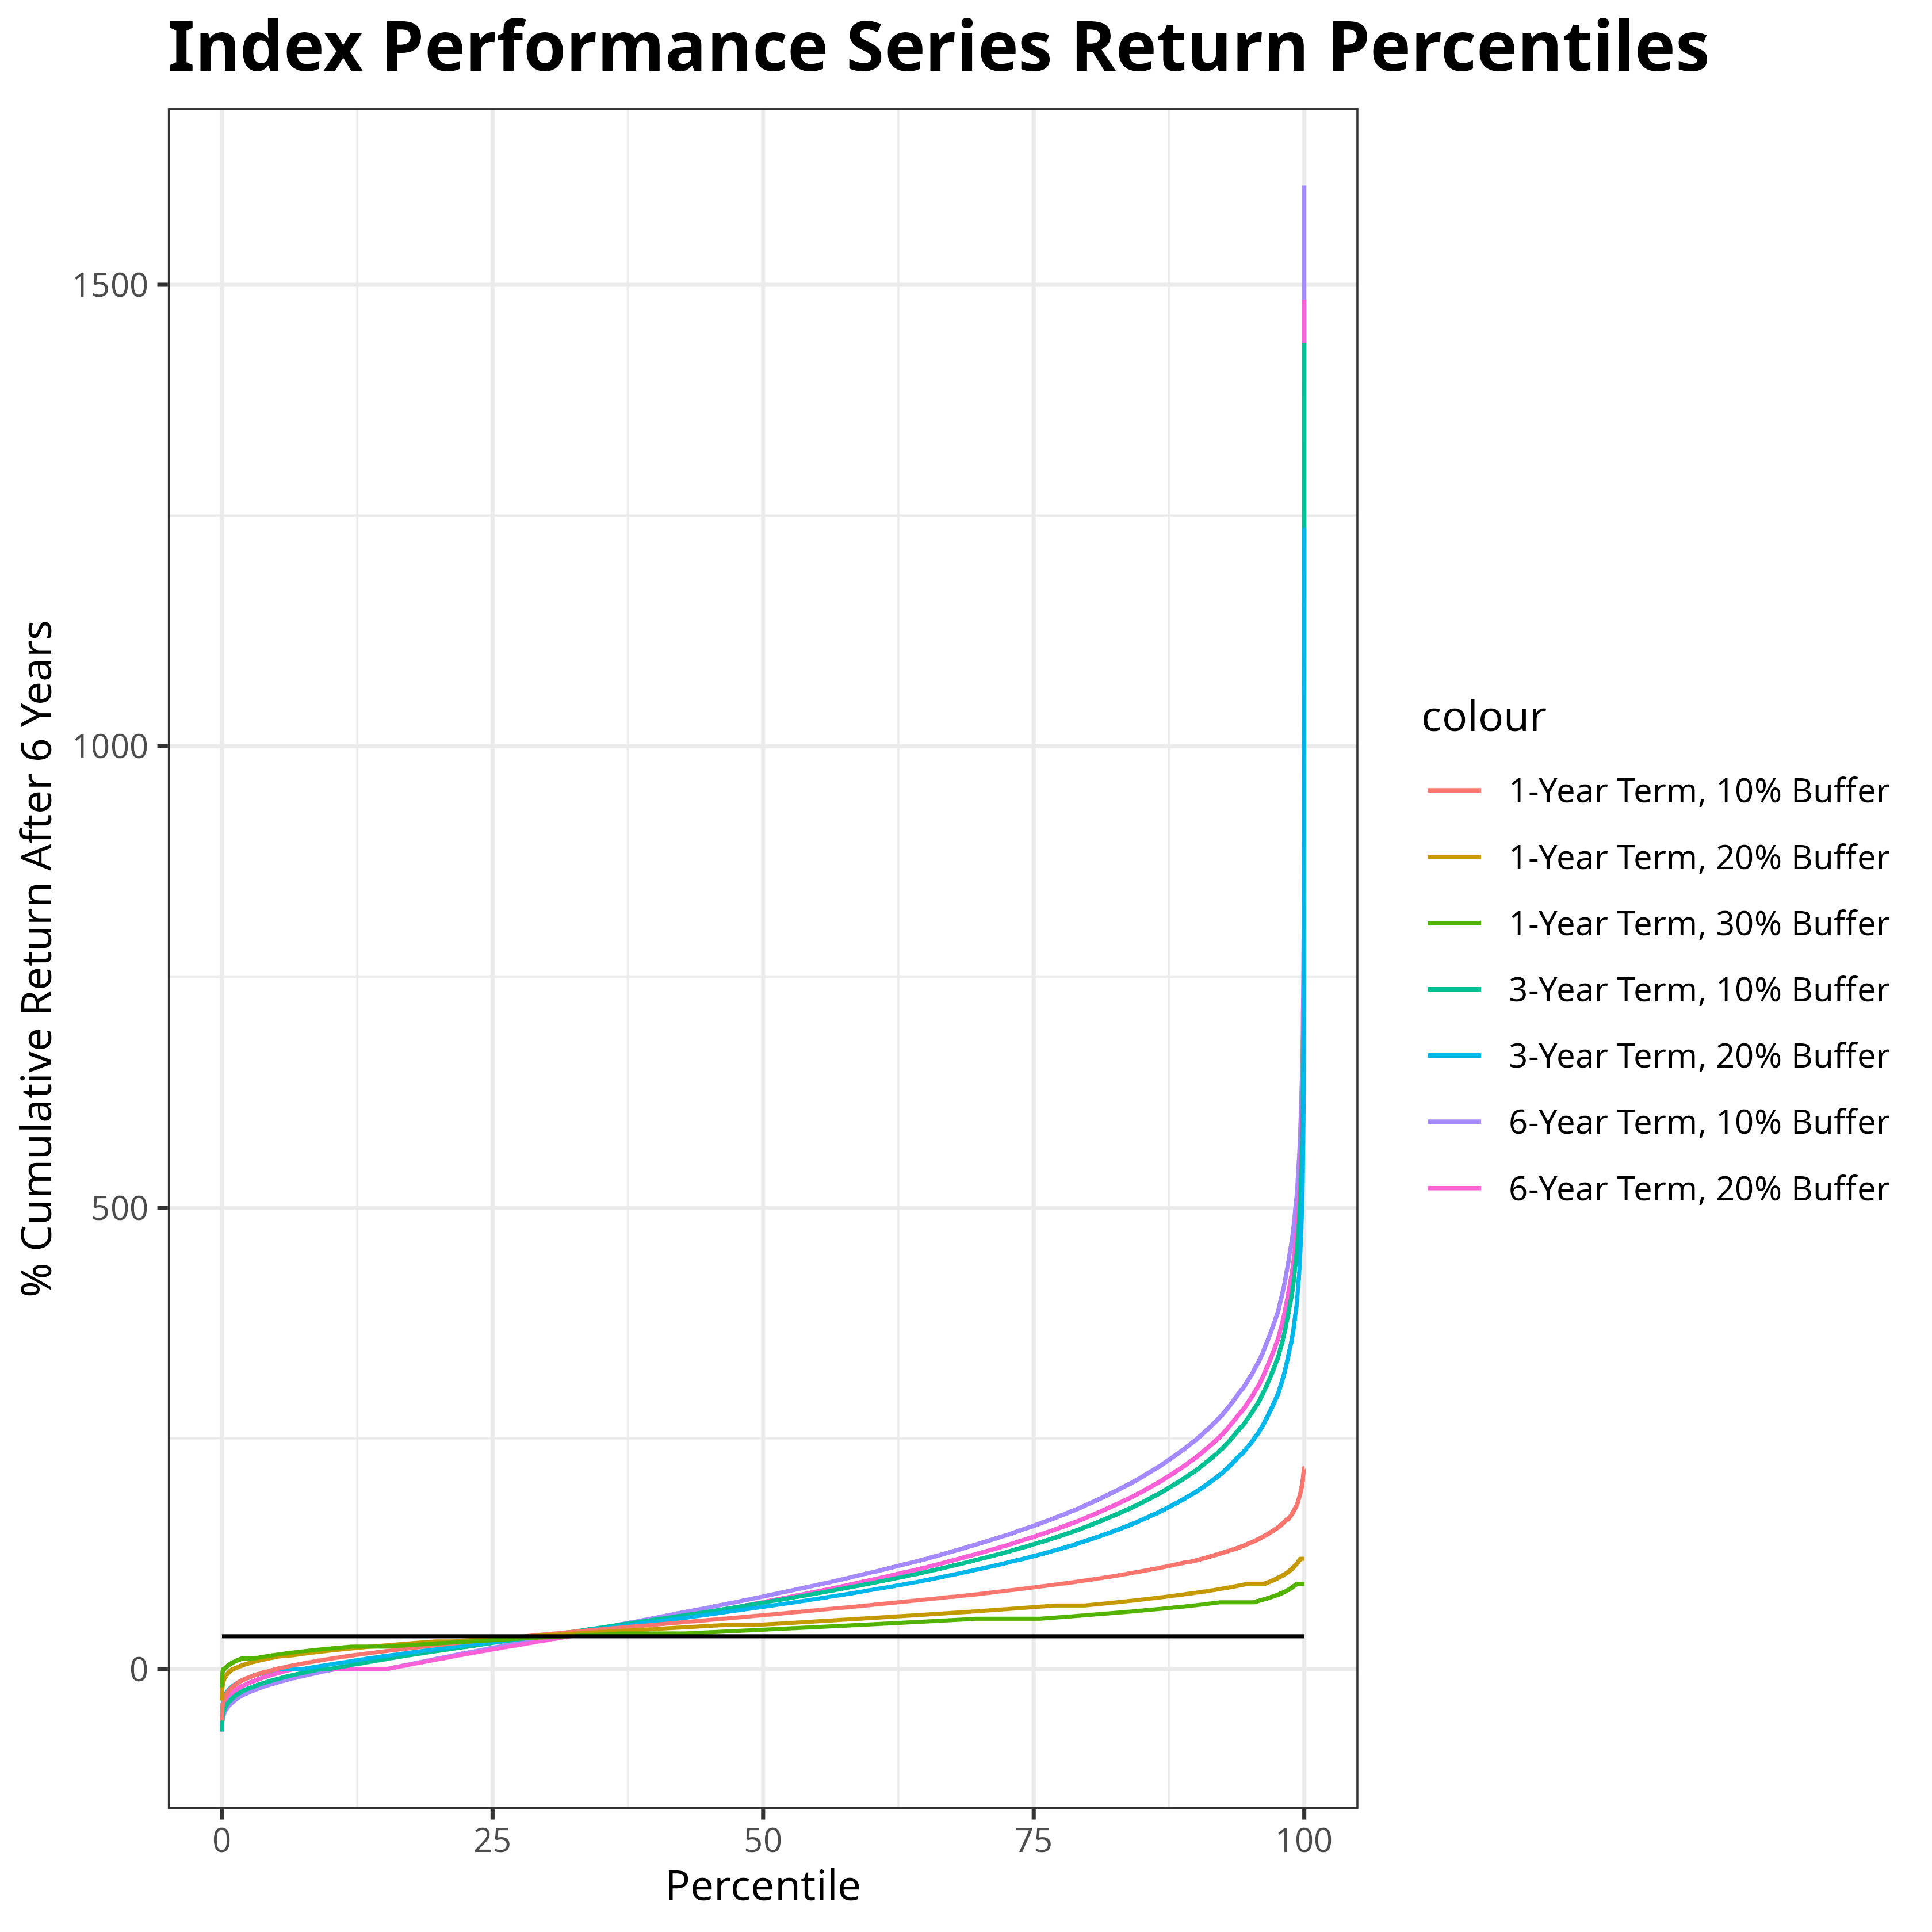 Index Performance Series Return Percentiles
% Cumulative Return After 6 Years
1500
1000
500
0
0 25 50 75 100
Percentile
colour
1-Year Term, 10% Buffer
1-Year Term, 20% Buffer
1-Year Term, 30% Buffer
3-Year Term, 10% Buffer
3-Year Term, 20% Buffer
6-Year Term, 10% Buffer
6-Year Term, 20% Buffer